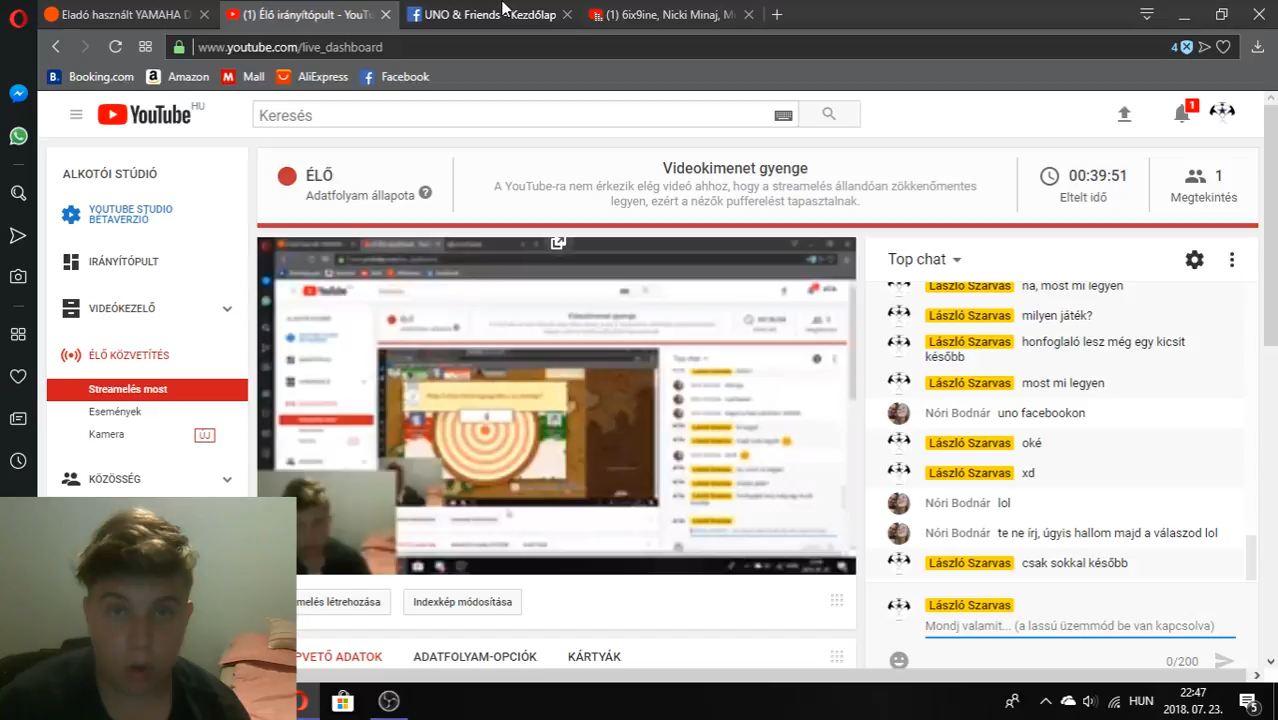 Eladó használt YAMAHA D
(1) Élő irányítópult - YouTu
UNO & Friends - Kezdőlap
(1) 6ix9ine, Nicki Minaj, M
www.youtube.com/live_dashboard
4
B. Booking.com
Amazon
Mall
AliExpress
Facebook
YouTube HU
Keresés
1
ALKOTÓI STÚDIÓ
YOUTUBE STUDIO
BÉTAVERZIÓ
IRÁNYÍTÓPULT
VIDEÓKEZELŐ
ÉLŐ KÖZVETÍTÉS
Streamelés most
Események
Kamera ÚJ
KÖZÖSSÉG
ÉLŐ
Adatfolyam állapota
Videokimenet gyenge
A YouTube-ra nem érkezik elég videó ahhoz, hogy a streamelés állandóan zökkenőmentes
legyen, ezért a nézők pufferelést tapasztalnak.
00:39:51
Eltelt idő
1
Megtekintés
Top chat
László Szarvas na, most mi legyen
László Szarvas milyen játék?
László Szarvas honfoglaló lesz még egy kicsit
később
László Szarvas most mi legyen
Nóri Bodnár uno facebookon
László Szarvas oké
László Szarvas xd
Nóri Bodnár lol
Nóri Bodnár te ne írj, úgyis hallom majd a válaszod lol
László Szarvas csak sokkal később
László Szarvas
Mondj valamit... (a lassú üzemmód be van kapcsolva)
0/200
melés létrehozása
Indexkép módosítása
PVETŐ ADATOK
ADATFOLYAM-OPCIÓK
KÁRTYÁK
HUN
22:47
2018. 07. 23.
5